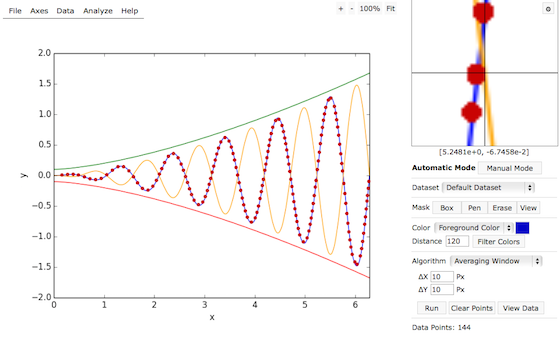 File Axes Data Analyze Help
+ - 100% Fit
[5.2481e+0, -6.7458e-2]
Automatic Mode Manual Mode
Dataset Default Dataset
Mask Box Pen Erase View
Color Foreground Color
Distance 120 Filter Colors
Algorithm Averaging Window
ΔX 10 Px
ΔY 10 Px
Run Clear Points View Data
Data Points: 144
2.0
1.5
1.0
0.5
0.0
−0.5
−1.0
−1.5
−2.0
y
0 1 2 3 4 5 6
x